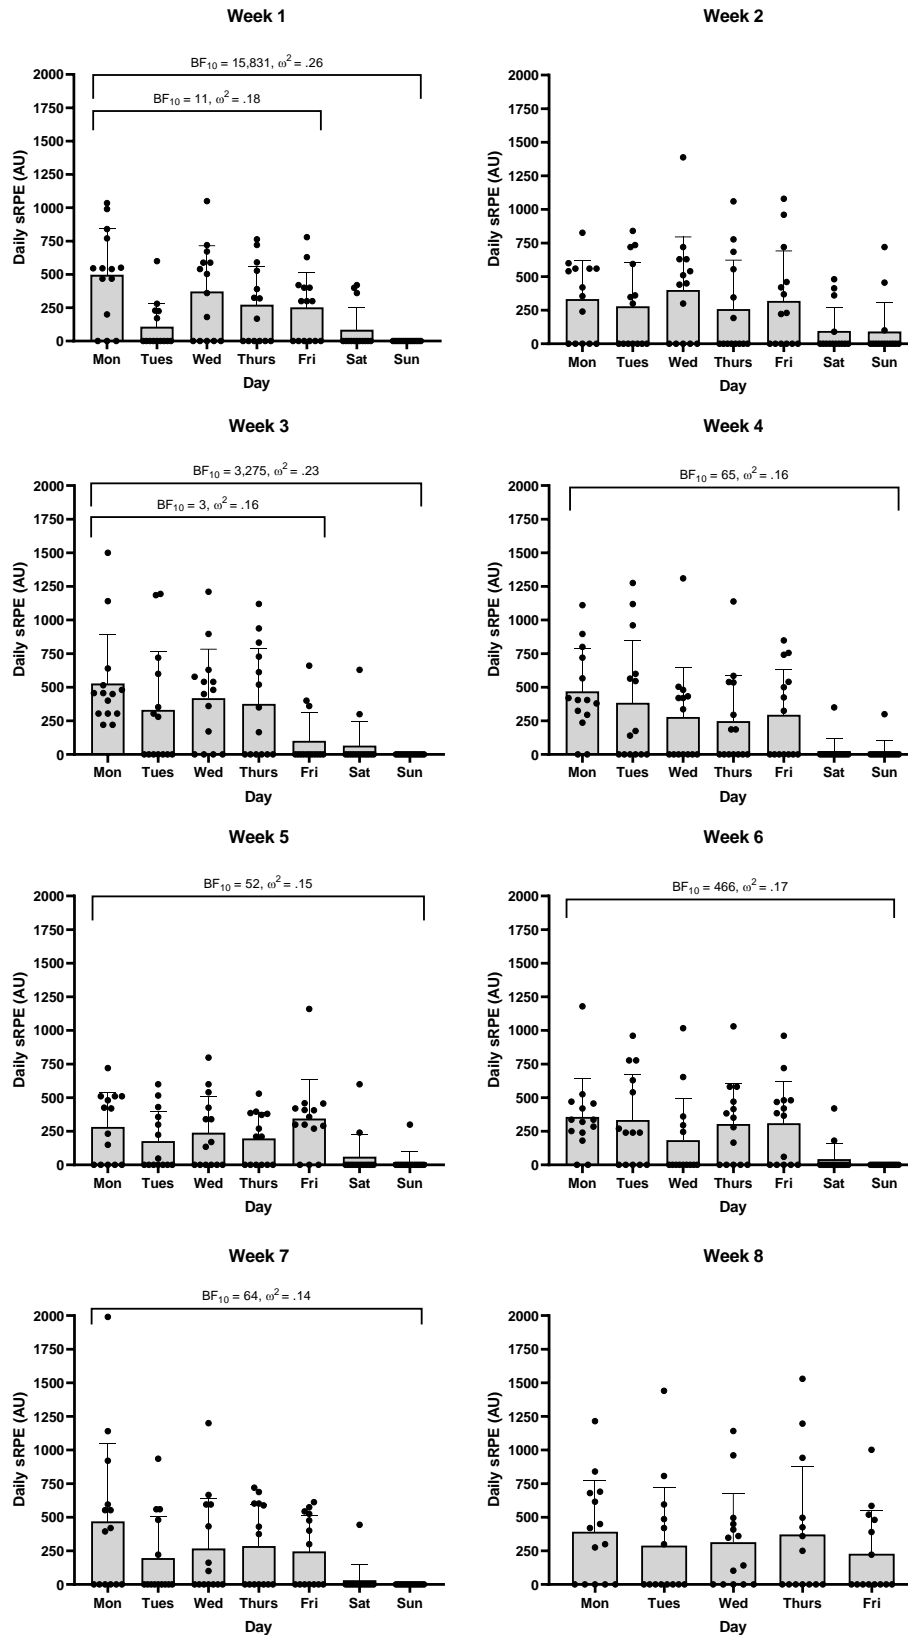 Week 1
BF10 = 15,831, ω2 = .26
BF10 = 11, ω2 = .18
Daily sRPE (AU)
2000
1750
1500
1250
1000
750
500
250
0
Mon Tues Wed Thurs Fri Sat Sun
Day
Week 2
Daily sRPE (AU)
2000
1750
1500
1250
1000
750
500
250
0
Mon Tues Wed Thurs Fri Sat Sun
Day
Week 3
BF10 = 3,275, ω2 = .23
BF10 = 3, ω2 = .16
Daily sRPE (AU)
2000
1750
1500
1250
1000
750
500
250
0
Mon Tues Wed Thurs Fri Sat Sun
Day
Week 4
BF10 = 65, ω2 = .16
Daily sRPE (AU)
2000
1750
1500
1250
1000
750
500
250
0
Mon Tues Wed Thurs Fri Sat Sun
Day
Week 5
BF10 = 52, ω2 = .15
Daily sRPE (AU)
2000
1750
1500
1250
1000
750
500
250
0
Mon Tues Wed Thurs Fri Sat Sun
Day
Week 6
BF10 = 466, ω2 = .17
Daily sRPE (AU)
2000
1750
1500
1250
1000
750
500
250
0
Mon Tues Wed Thurs Fri Sat Sun
Day
Week 7
BF10 = 64, ω2 = .14
Daily sRPE (AU)
2000
1750
1500
1250
1000
750
500
250
0
Mon Tues Wed Thurs Fri Sat Sun
Day
Week 8
Daily sRPE (AU)
2000
1750
1500
1250
1000
750
500
250
0
Mon Tues Wed Thurs Fri
Day